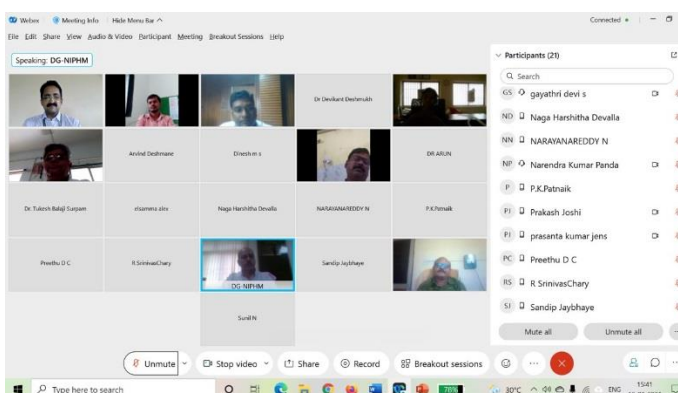 Webex Meeting Info Hide Menu Bar
Connected
File Edit Share View Audio & Video Participant Meeting Breakout Sessions Help
Speaking: DG-NIPHM
Dr Devikant Deshmukh
Arvind Deshmane
Dinesh m s
DR ARUN
Dr. Tukesh Balaji Surpam
elsamma alex
Naga Harshitha Devalla
NARAYANAREDDY N
P.K.Patnaik
Preethu D C
R SrinivasChary
DG-NIPHM
Sandip Jaybhaye
Sunil N
Participants (21)
Search
GS gayathri devi s
ND Naga Harshitha Devalla
NN NARAYANAREDDY N
NP Narendra Kumar Panda
P P.K.Patnaik
PJ Prakash Joshi
PJ prasanta kumar jens
PC Preethu D C
RS R SrinivasChary
SJ Sandip Jaybhaye
Mute all Unmute all
Unmute Stop video Share Record Breakout sessions
Type here to search
78%
30°C
ENG
15:41